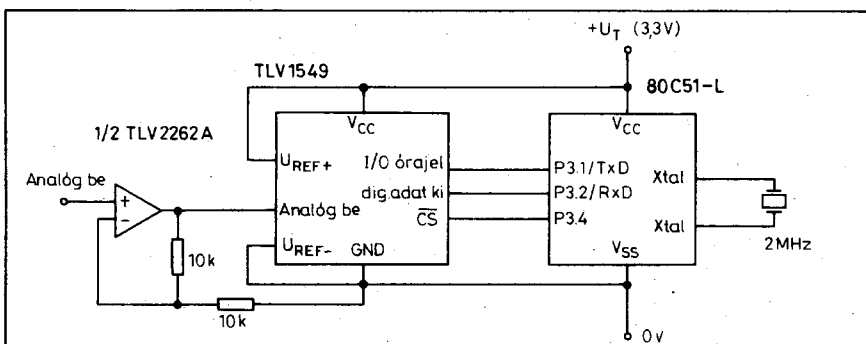 +U_T (3,3V)
TLV1549
80C51-L
1/2 TLV2262A
V_CC
V_CC
U_REF+
I/O órajel
P3.1/TxD
Xtal
Analóg be
dig.adat ki
P3.2/RxD
+
Analóg be
C̅S̅
P3.4
Xtal
-
U_REF-
GND
V_SS
2MHz
10k
10k
0v